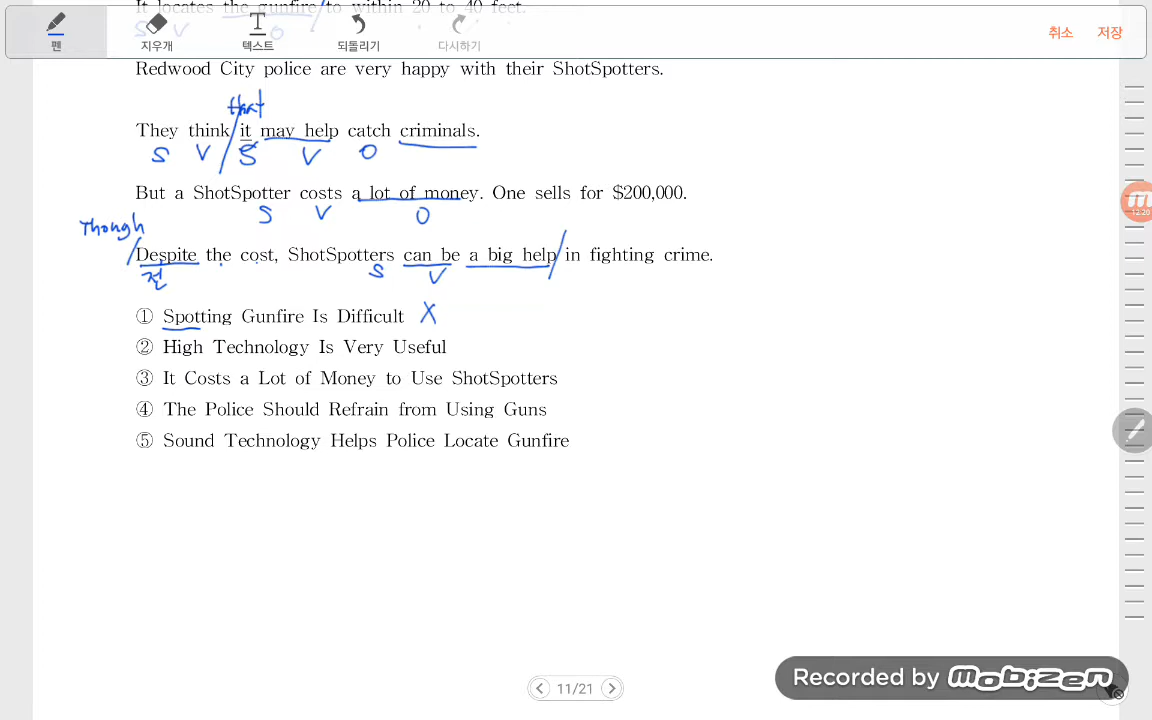 It locates the gunfire/to within 20 to 40 feet.
S V O
펜 지우개 텍스트 되돌리기 다시하기 취소 저장
Redwood City police are very happy with their ShotSpotters.
that
They think/it may help catch criminals.
S V S V O
But a ShotSpotter costs a lot of money. One sells for $200,000.
S V O
12:20
Though
/Despite the cost, ShotSpotters can be a big help/in fighting crime.
전 S V
① Spotting Gunfire Is Difficult X
② High Technology Is Very Useful
③ It Costs a Lot of Money to Use ShotSpotters
④ The Police Should Refrain from Using Guns
⑤ Sound Technology Helps Police Locate Gunfire
11/21
Recorded by mobizen